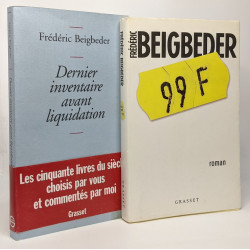 Frédéric Beigbeder
Dernier
inventaire
avant
liquidation
Les cinquante livres du sièc
choisis par vous
et commentés par moi
Grasset
FRÉDÉRIC
BEIGBEDER
99 F
roman
GRASSET